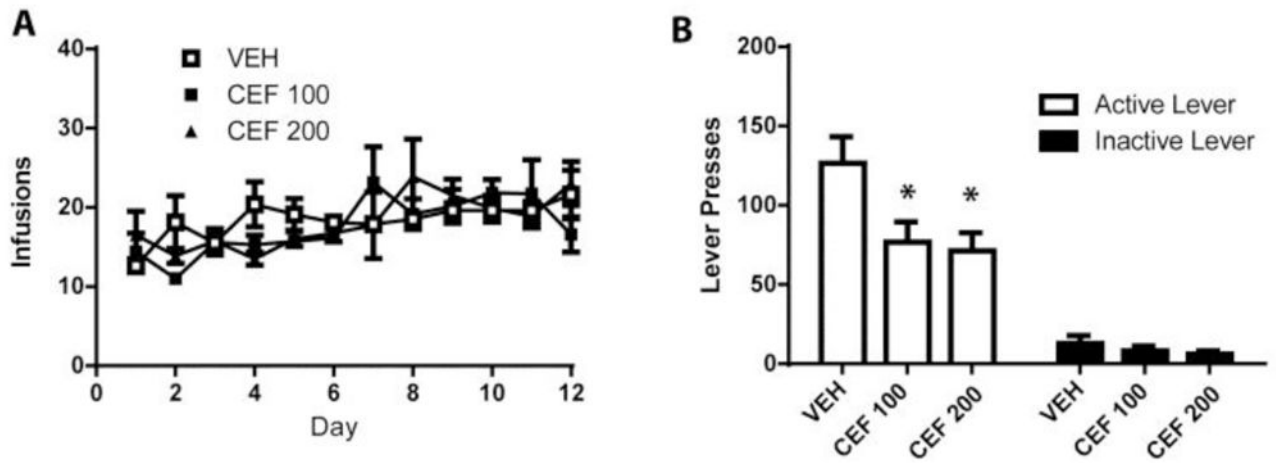 A
40
30
20
10
0
Infusions
VEH
CEF 100
CEF 200
0 2 4 6 8 10 12
Day
B
200
150
100
50
0
Lever Presses
Active Lever
Inactive Lever
* *
VEH CEF 100 CEF 200 VEH CEF 100 CEF 200